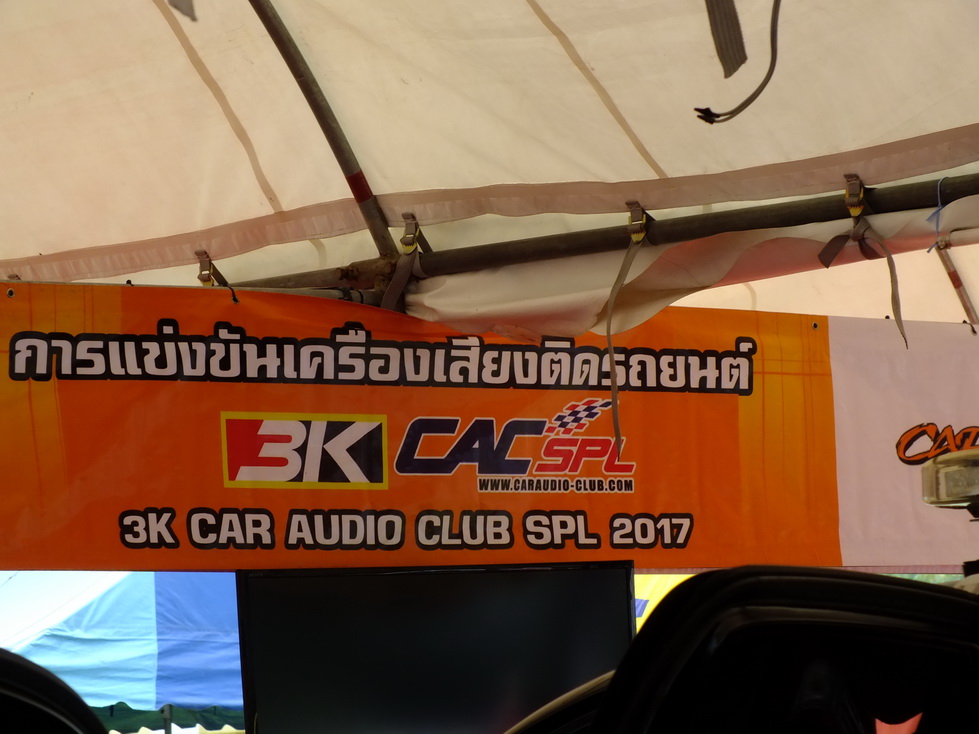 การแข่งขันเครื่องเสียงติดรถยนต์
3K CAC SPL
WWW.CARAUDIO-CLUB.COM
3K CAR AUDIO CLUB SPL 2017